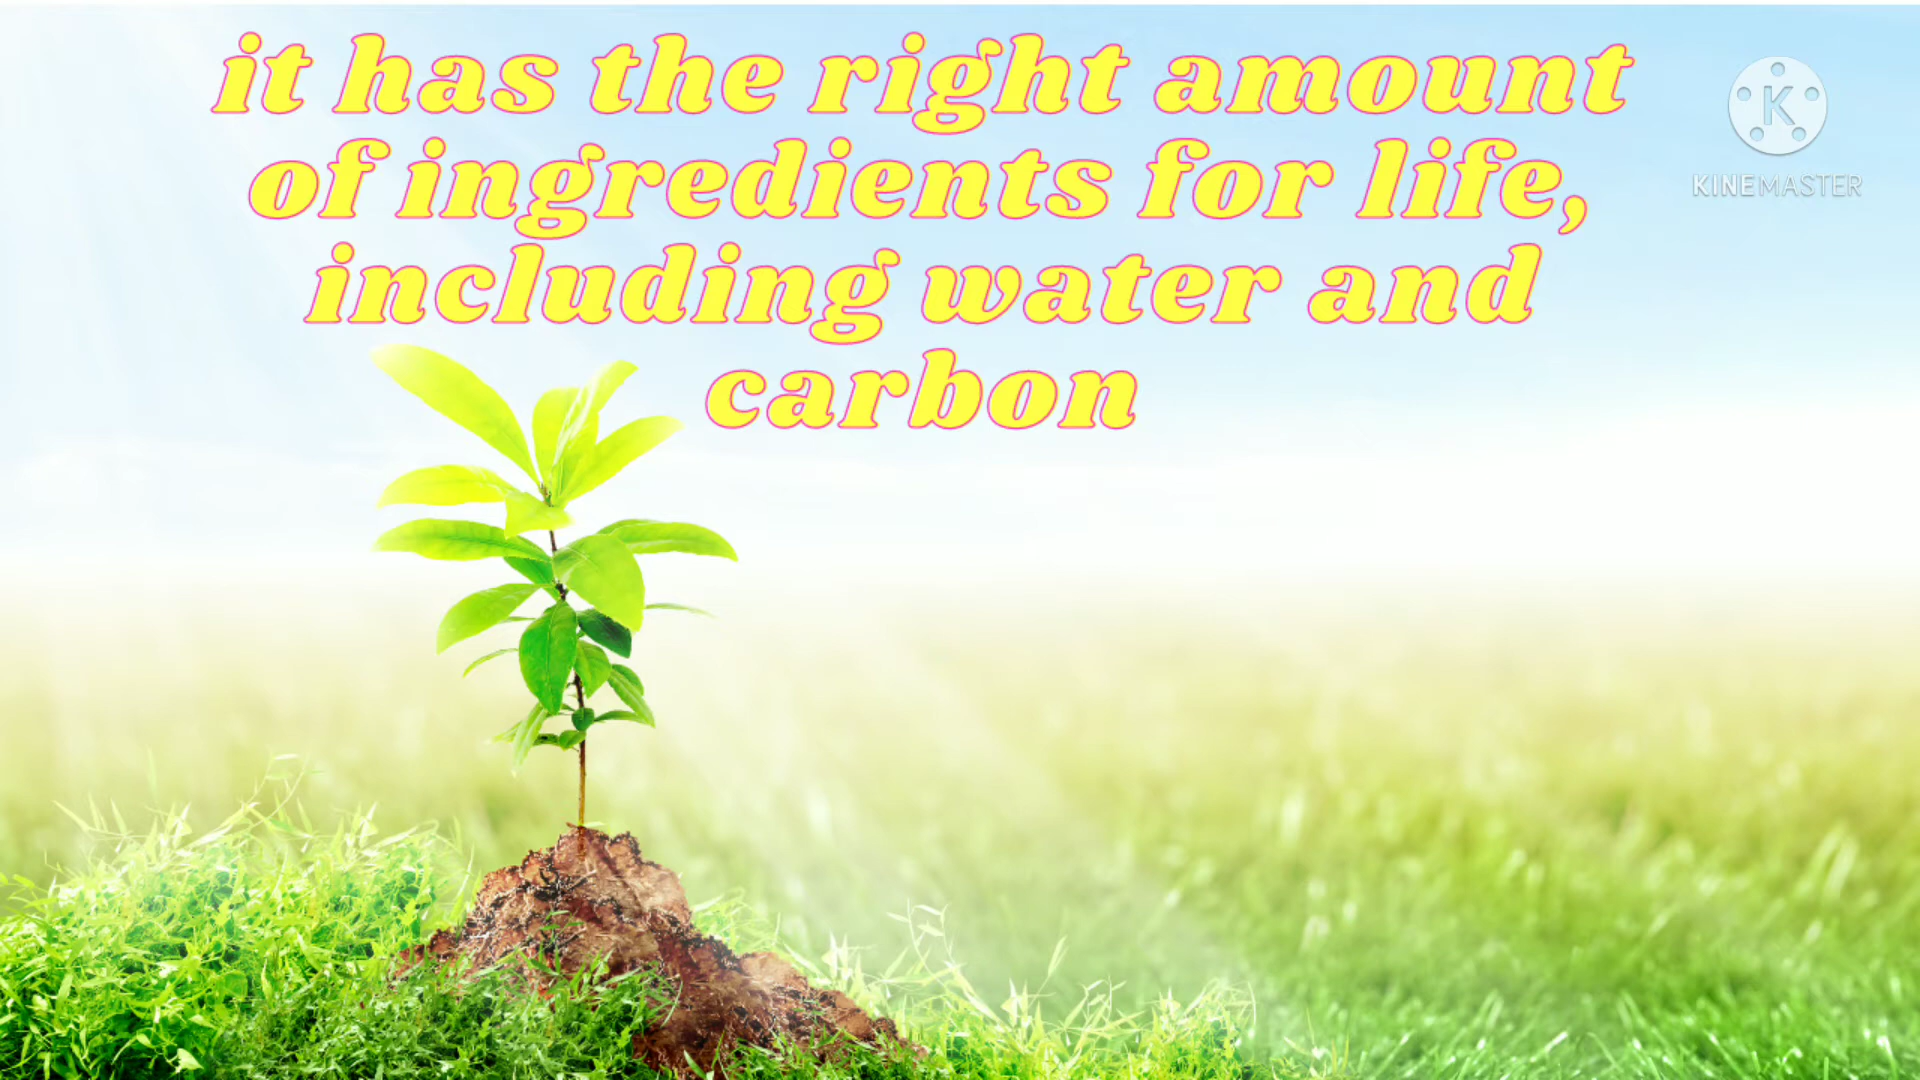 it has the right amount
of ingredients for life,
including water and
carbon
K
KINEMASTER